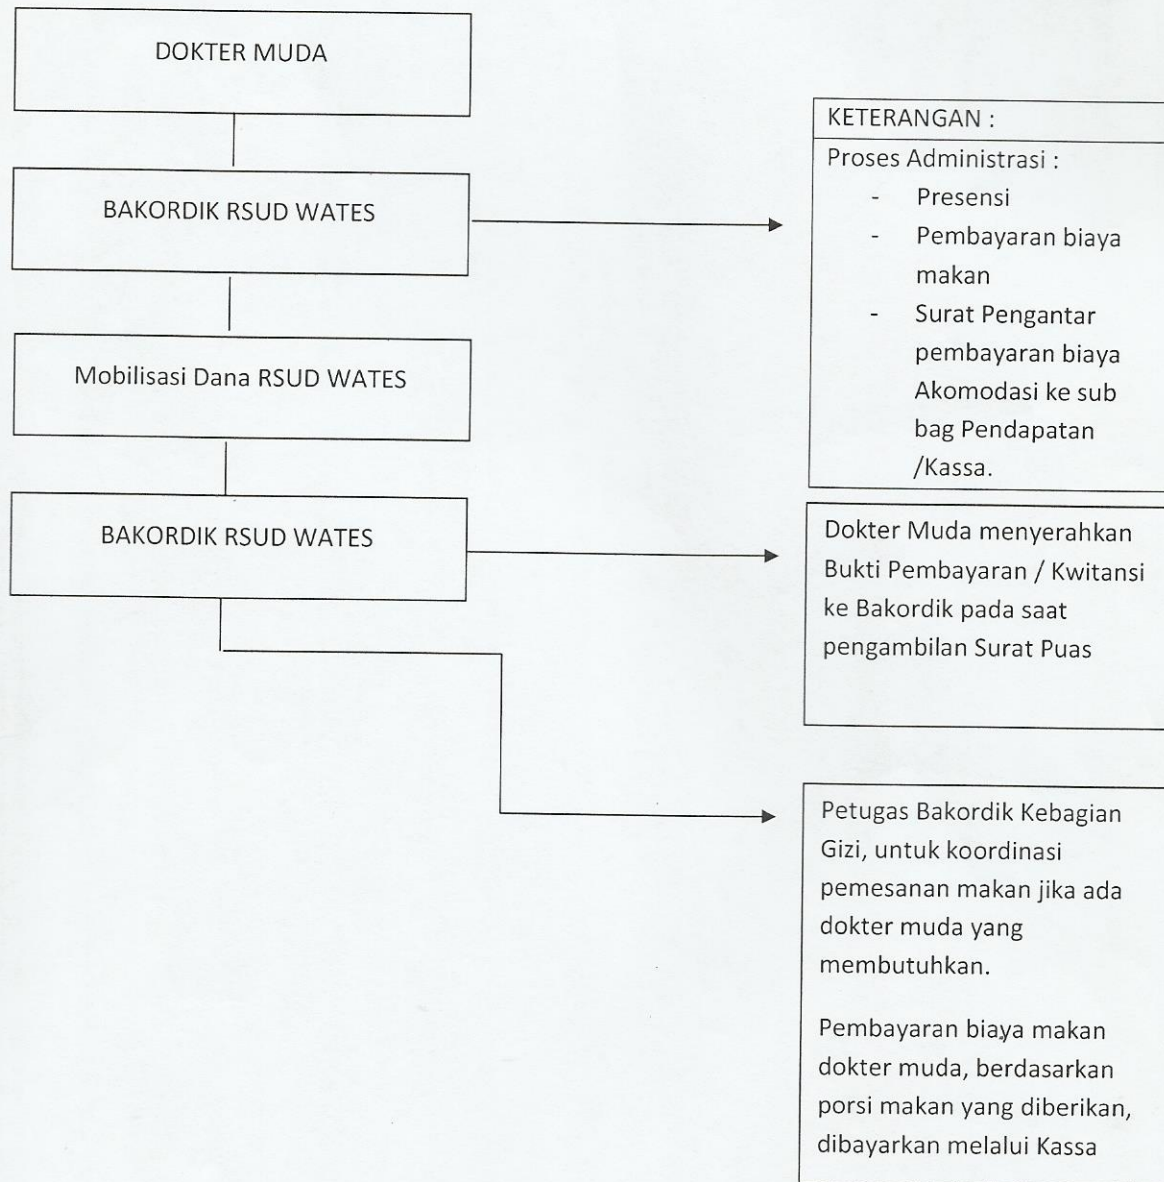 DOKTER MUDA
BAKORDIK RSUD WATES
Mobilisasi Dana RSUD WATES
BAKORDIK RSUD WATES
KETERANGAN :
Proses Administrasi :
- Presensi
- Pembayaran biaya
makan
- Surat Pengantar
pembayaran biaya
Akomodasi ke sub
bag Pendapatan
/Kassa.
Dokter Muda menyerahkan
Bukti Pembayaran / Kwitansi
ke Bakordik pada saat
pengambilan Surat Puas
Petugas Bakordik Kebagian
Gizi, untuk koordinasi
pemesanan makan jika ada
dokter muda yang
membutuhkan.
Pembayaran biaya makan
dokter muda, berdasarkan
porsi makan yang diberikan,
dibayarkan melalui Kassa